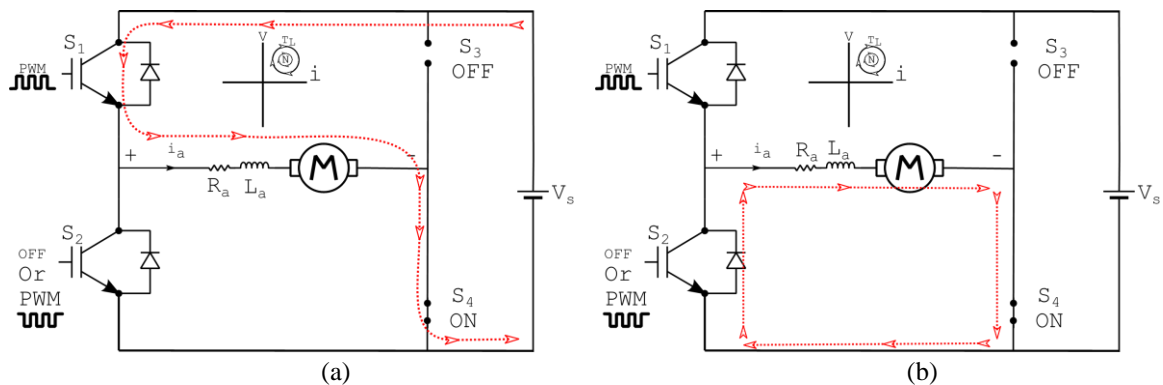 S1
PWM
V
TL
N
i
S3
OFF
+
ia
-
Ra
La
M
Vs
S2
OFF
Or
PWM
S4
ON
(a)
S1
PWM
V
TL
N
i
S3
OFF
+
ia
Ra
La
-
M
Vs
S2
OFF
Or
PWM
S4
ON
(b)